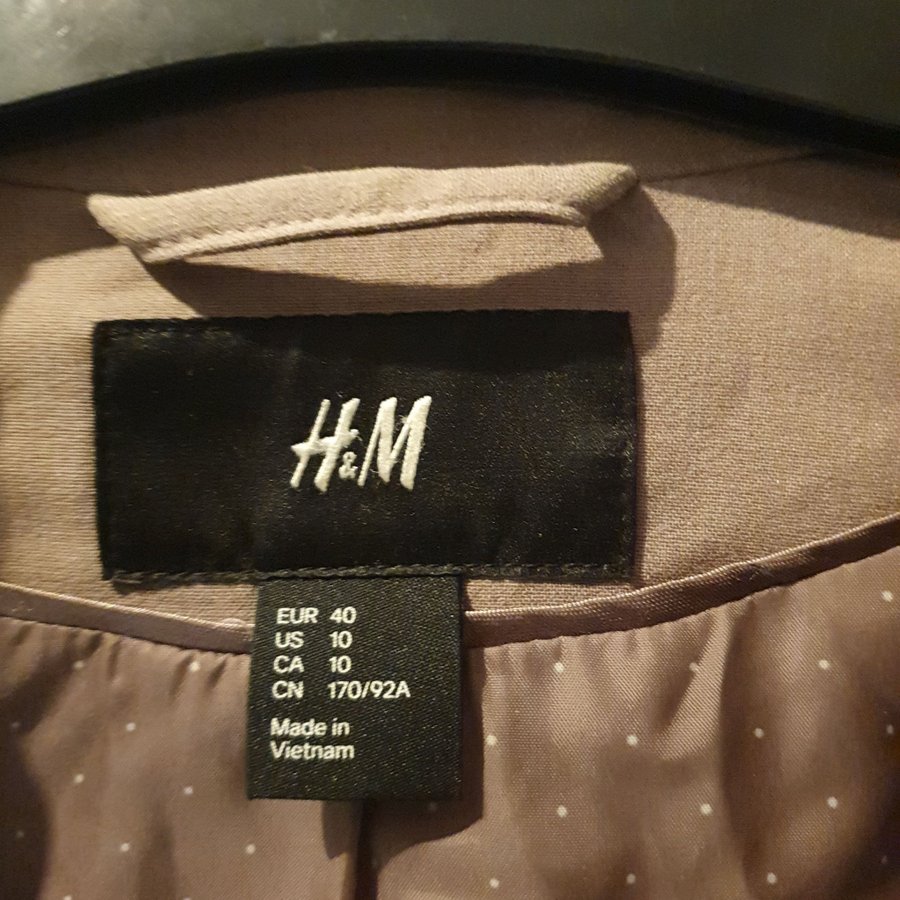 H&M
EUR 40
US 10
CA 10
CN 170/92A
Made in
Vietnam